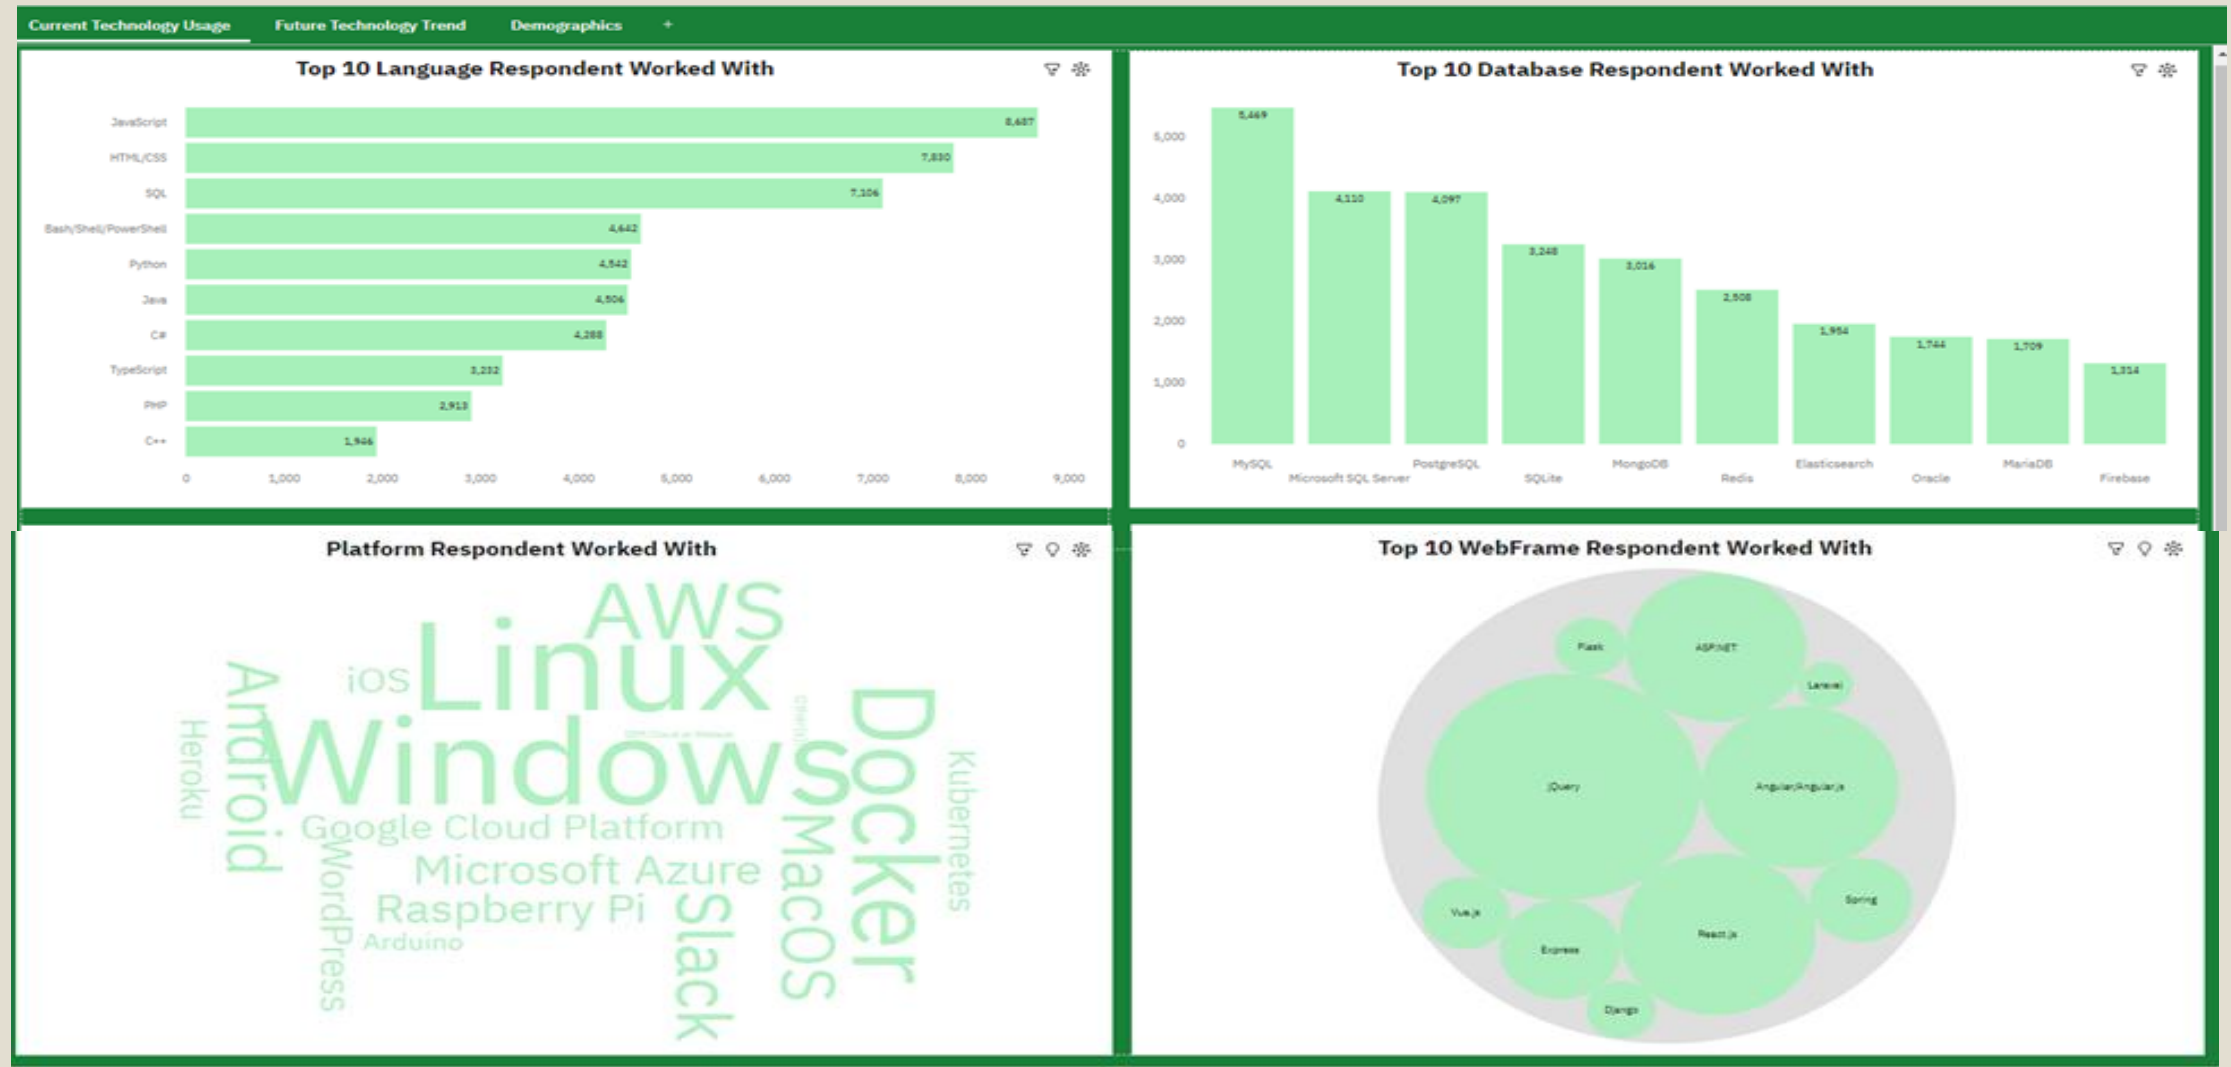 Current Technology Usage Future Technology Trend Demographics +
Top 10 Language Respondent Worked With
JavaScript 8,687
HTML/CSS 7,830
SQL 7,106
Bash/Shell/PowerShell 4,642
Python 4,542
Java 4,506
C# 4,288
TypeScript 3,232
PHP 2,913
C++ 1,946
0 1,000 2,000 3,000 4,000 5,000 6,000 7,000 8,000 9,000
Top 10 Database Respondent Worked With
5,000
4,000
3,000
2,000
1,000
0
5,469 4,110 4,097 3,248 3,016 2,508 1,954 1,744 1,709 1,314
MySQL Microsoft SQL Server PostgreSQL SQLite MongoDB Redis Elasticsearch Oracle MariaDB Firebase
Platform Respondent Worked With
AWS
Linux
iOS
Android
Windows
Docker
Heroku
Kubernetes
Google Cloud Platform
MacOS
Microsoft Azure
WordPress
Raspberry Pi
Slack
Arduino
Top 10 WebFrame Respondent Worked With
Flask
ASP.NET
Laravel
jQuery
Angular/Angular.js
Vue.js
Spring
Express
React.js
Django